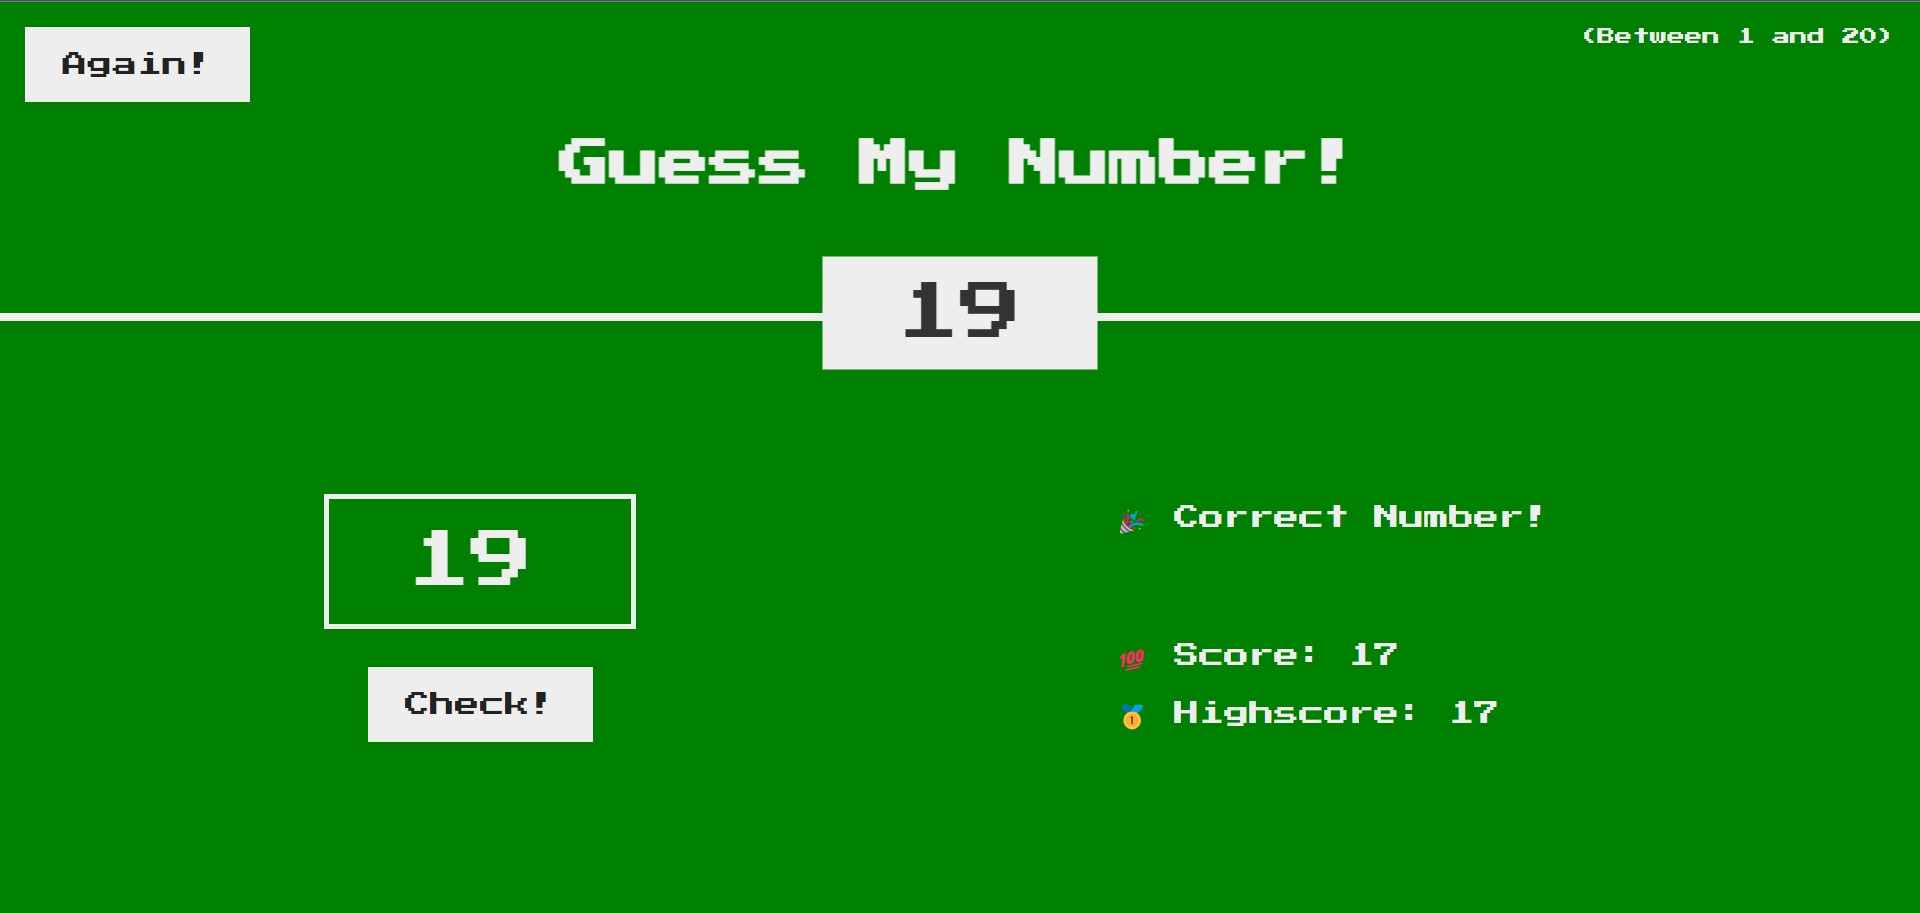 Again!
(Between 1 and 20)
Guess My Number!
19
19
Check!
🎉 Correct Number!
💯 Score: 17
🥇 Highscore: 17